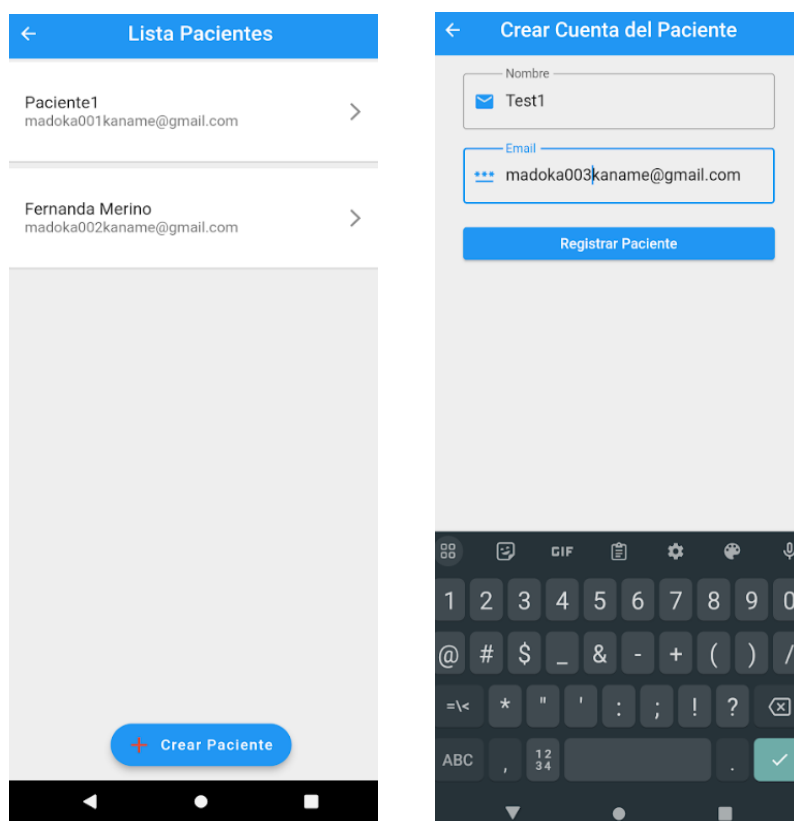 Lista Pacientes
Paciente1
madoka001kaname@gmail.com
Fernanda Merino
madoka002kaname@gmail.com
+ Crear Paciente
Crear Cuenta del Paciente
Nombre
Test1
Email
madoka003kaname@gmail.com
Registrar Paciente
GIF
1 2 3 4 5 6 7 8 9 0
@ # $ _ & - + ( ) /
=\< * " ' : ; ! ?
ABC , 12 .
34